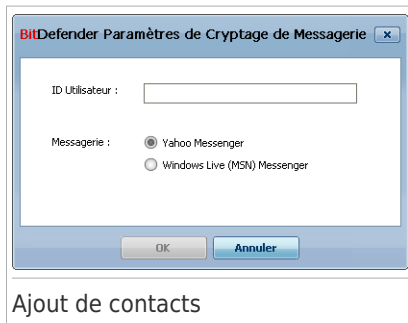 BitDefender Paramètres de Cryptage de Messagerie
ID Utilisateur :
Messagerie :
Yahoo Messenger
Windows Live (MSN) Messenger
OK
Annuler
Ajout de contacts